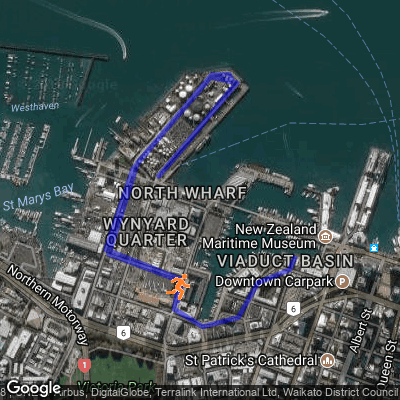 Westhaven
St Marys Bay
NORTH WHARF
WYNYARD
QUARTER
New Zealand
Maritime Museum
VIADUCT BASIN
Downtown Carpark
P
Northern Motorway
6
6
1
Albert St
Queen St
St Patrick's Cathedral
Victoria Park
Google
Airbus, DigitalGlobe, Terralink International Ltd, Waikato District Council